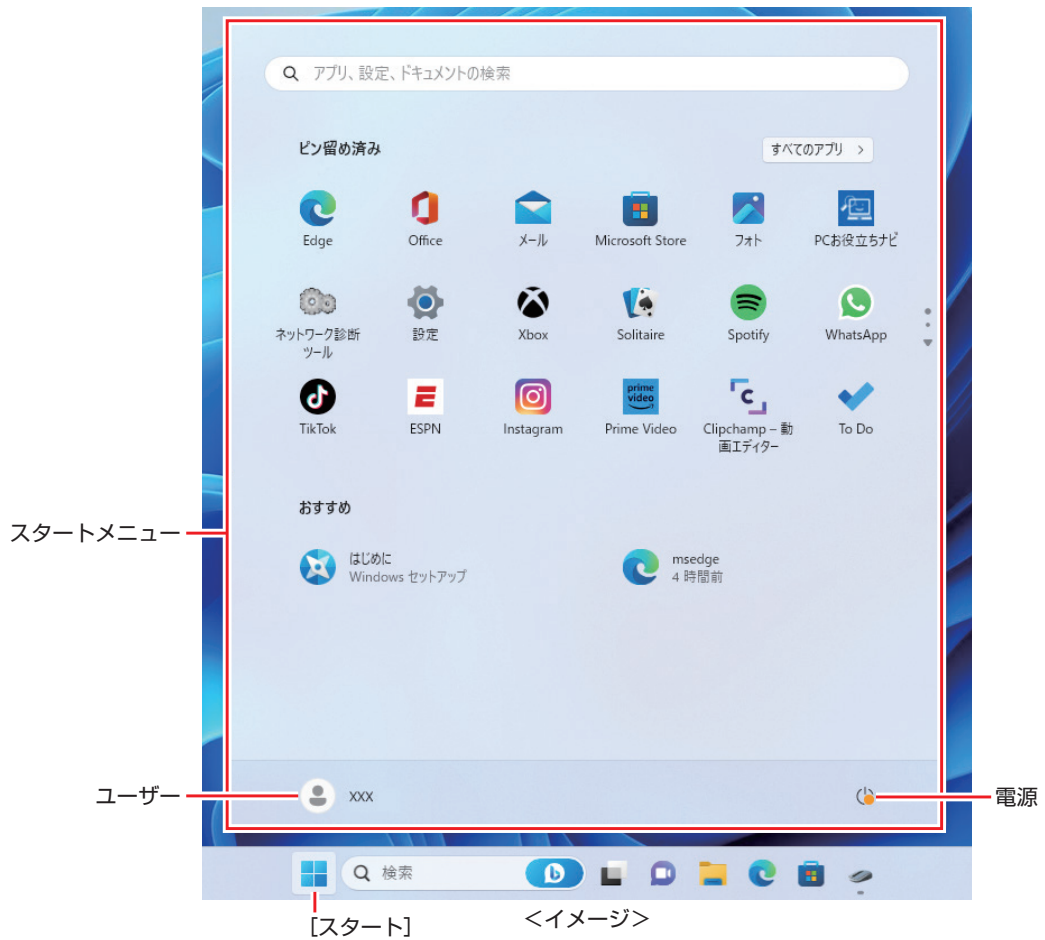 アプリ、設定、ドキュメントの検索
ピン留め済み
すべてのアプリ >
Edge
Office
メール
Microsoft Store
フォト
PCお役立ちナビ
ネットワーク診断
ツール
設定
Xbox
Solitaire
Spotify
WhatsApp
TikTok
ESPN
Instagram
prime
video
Prime Video
Clipchamp – 動
画エディター
To Do
おすすめ
スタートメニュー
はじめに
Windows セットアップ
msedge
4 時間前
ユーザー
XXX
電源
検索
[スタート]
＜イメージ＞